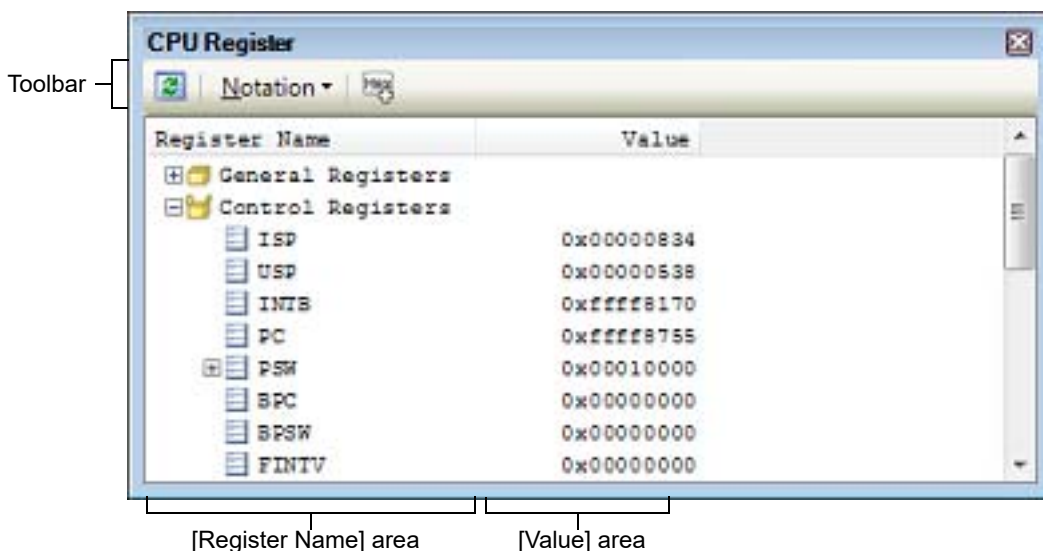 CPU Register
Toolbar
Notation
Hex
Register Name Value
General Registers
Control Registers
ISP 0x00000834
USP 0x00000538
INTB 0xffff8170
PC 0xffff8755
PSW 0x00010000
BPC 0x00000000
BPSW 0x00000000
FINTV 0x00000000
[Register Name] area [Value] area